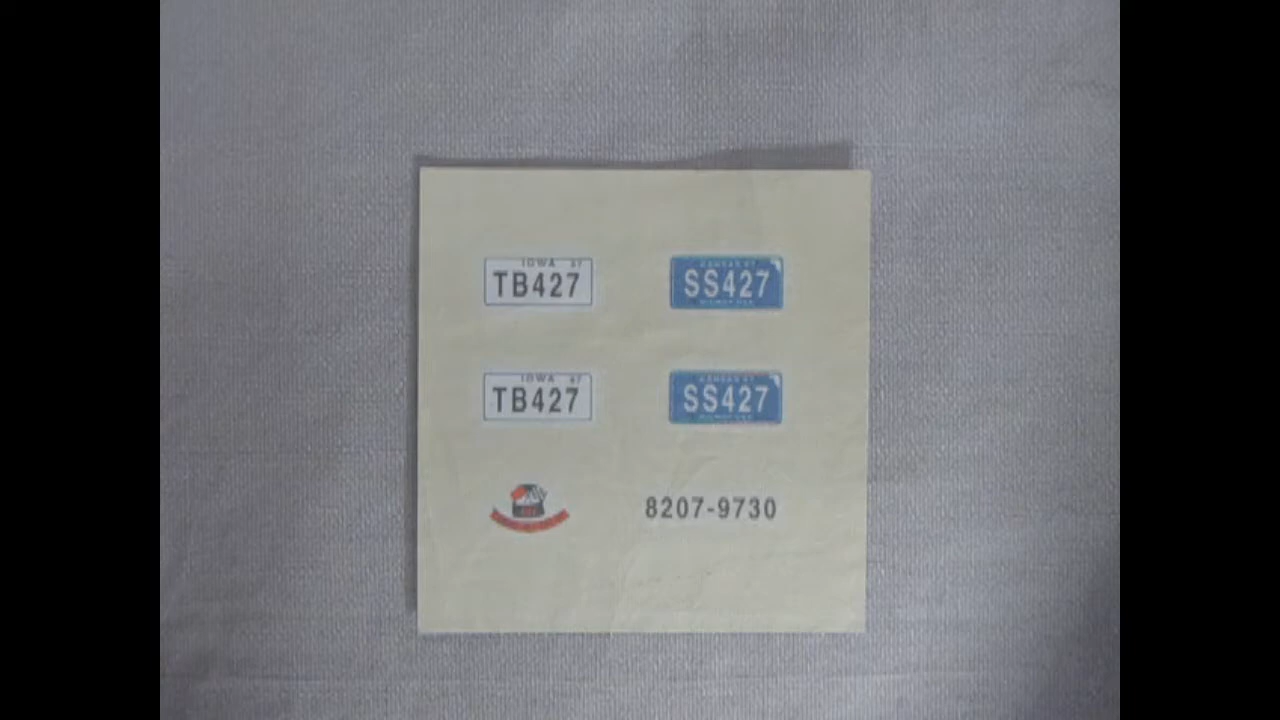 IOWA 67
TB427
KANSAS 67
SS427
IOWA 67
TB427
KANSAS 67
SS427
8207-9730